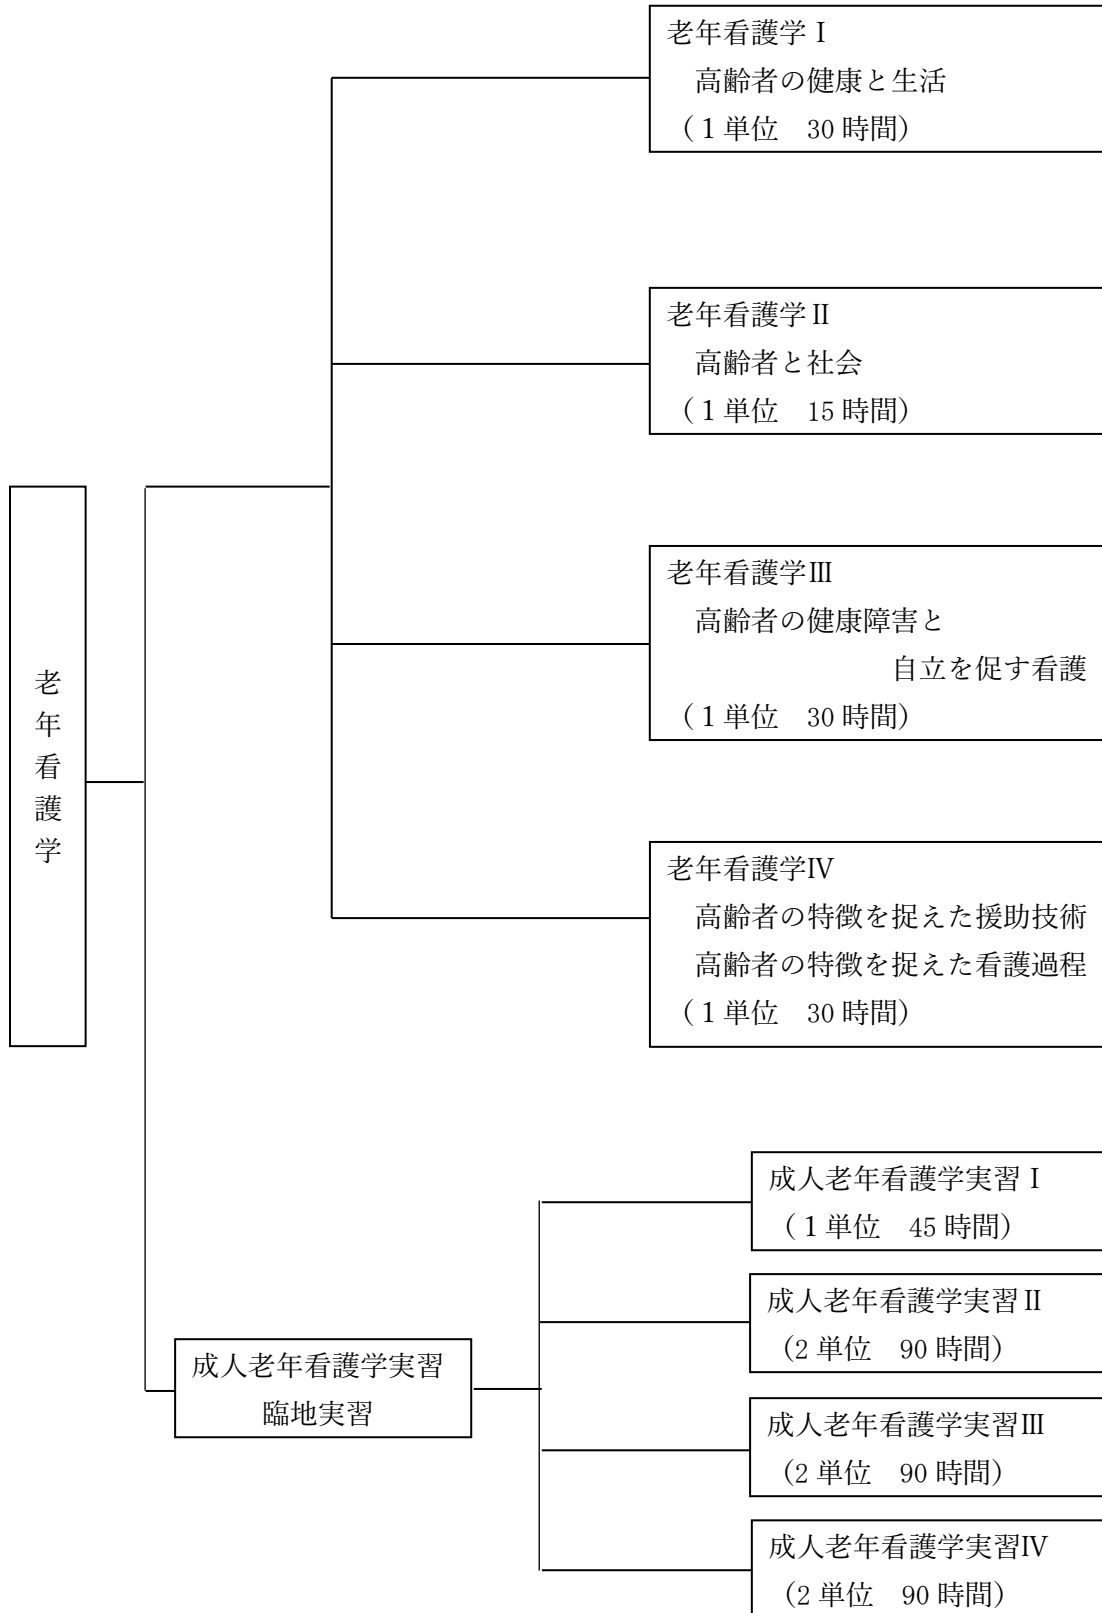 老年看護学Ⅰ
高齢者の健康と生活
（１単位　30時間）
老年看護学Ⅱ
高齢者と社会
（１単位　15時間）
老年看護学Ⅲ
高齢者の健康障害と
自立を促す看護
（１単位　30時間）
老年看護学
老年看護学Ⅳ
高齢者の特徴を捉えた援助技術
高齢者の特徴を捉えた看護過程
（１単位　30時間）
成人老年看護学実習
臨地実習
成人老年看護学実習Ⅰ
（１単位　45時間）
成人老年看護学実習Ⅱ
（2単位　90時間）
成人老年看護学実習Ⅲ
（2単位　90時間）
成人老年看護学実習Ⅳ
（2単位　90時間）